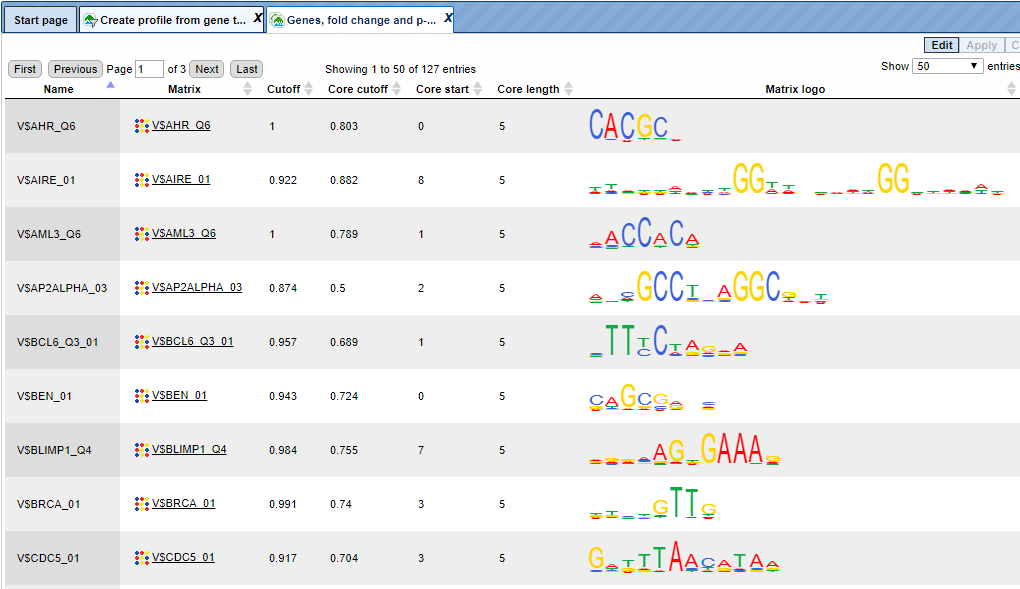 Start page Create profile from gene t... X Genes, fold change and p-... X
Edit Apply C
First Previous Page 1 of 3 Next Last Showing 1 to 50 of 127 entries Show 50 entries
Name Matrix Cutoff Core cutoff Core start Core length Matrix logo
V$AHR_Q6 V$AHR_Q6 1 0.803 0 5 CACGC
V$AIRE_01 V$AIRE_01 0.922 0.882 8 5 GG GG
V$AML3_Q6 V$AML3_Q6 1 0.789 1 5 ACCACA
V$AP2ALPHA_03 V$AP2ALPHA_03 0.874 0.5 2 5 GCCT AGGC
V$BCL6_Q3_01 V$BCL6_Q3_01 0.957 0.689 1 5 TT C
V$BEN_01 V$BEN_01 0.943 0.724 0 5 CAGCG
V$BLIMP1_Q4 V$BLIMP1_Q4 0.984 0.755 7 5 AG GAAA
V$BRCA_01 V$BRCA_01 0.991 0.74 3 5 GTTG
V$CDC5_01 V$CDC5_01 0.917 0.704 3 5 G TTTAACATAA